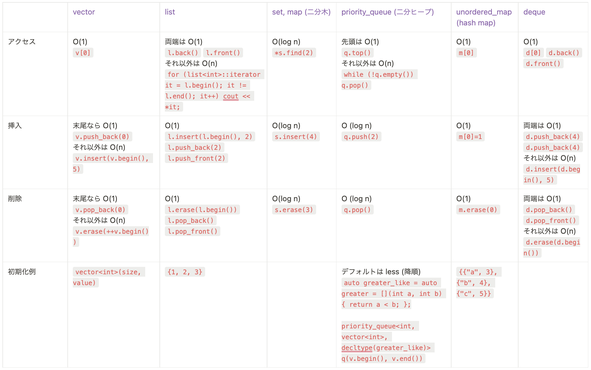 vector
list
set, map (二分木)
priority_queue (二分ヒープ)
unordered_map
(hash map)
deque
アクセス
O(1)
v[0]
両端は O(1)
l.back() l.front()
それ以外は O(n)
for (list<int>::iterator
it = l.begin(); it !=
l.end(); it++) cout <<
*it;
O(log n)
*s.find(2)
先頭は O(1)
q.top()
それ以外は O(n)
while (!q.empty())
q.pop()
O(1)
m[0]
O(1)
d[0] d.back()
d.front()
挿入
末尾なら O(1)
v.push_back(0)
それ以外は O(n)
v.insert(v.begin(),
5)
O(1)
l.insert(l.begin(), 2)
l.push_back(2)
l.push_front(2)
O(log n)
s.insert(4)
O (log n)
q.push(2)
O(1)
m[0]=1
両端は O(1)
d.push_back(4)
d.push_back(4)
それ以外は O(n)
d.insert(d.beg
in(), 5)
削除
末尾なら O(1)
v.pop_back(0)
それ以外は O(n)
v.erase(++v.begin()
)
O(1)
l.erase(l.begin())
l.pop_back()
l.pop_front()
O(log n)
s.erase(3)
O (log n)
q.pop()
O(1)
m.erase(0)
両端は O(1)
d.pop_back()
d.pop_front()
それ以外は O(n)
d.erase(d.begi
n())
初期化例
vector<int>(size,
value)
{1, 2, 3}
デフォルトは less (降順)
auto greater_like = auto
greater = [](int a, int b)
{ return a < b; };
priority_queue<int,
vector<int>,
decltype(greater_like)>
q(v.begin(), v.end())
{{"a", 3},
{"b", 4},
{"c", 5}}